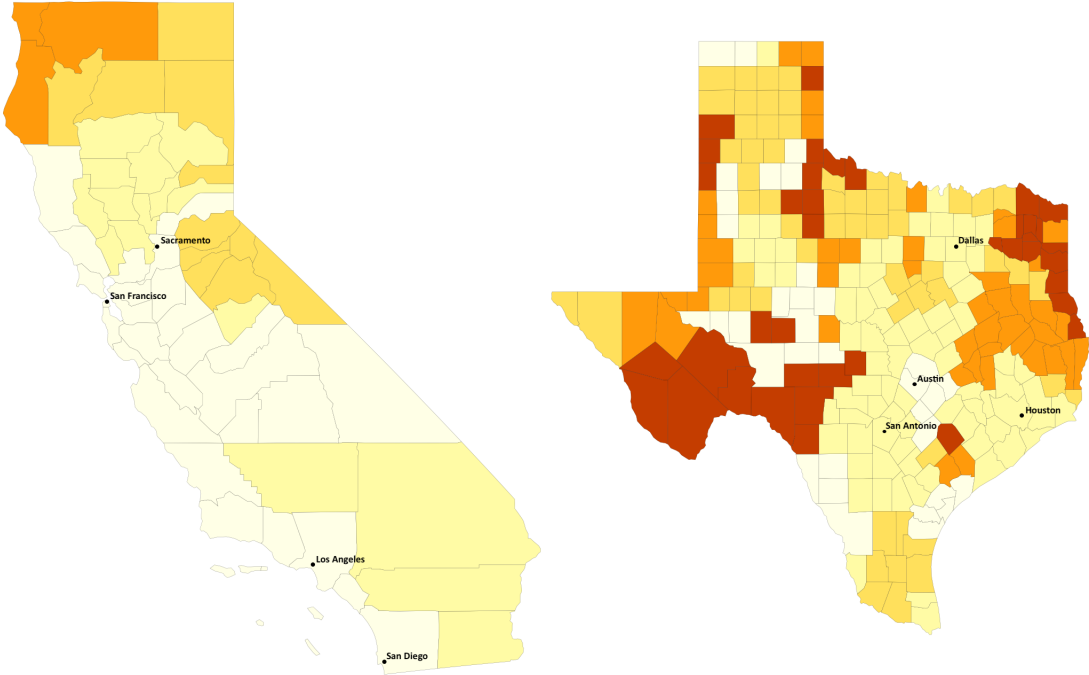 Sacramento
San Francisco
Los Angeles
San Diego
Dallas
Austin
Houston
San Antonio